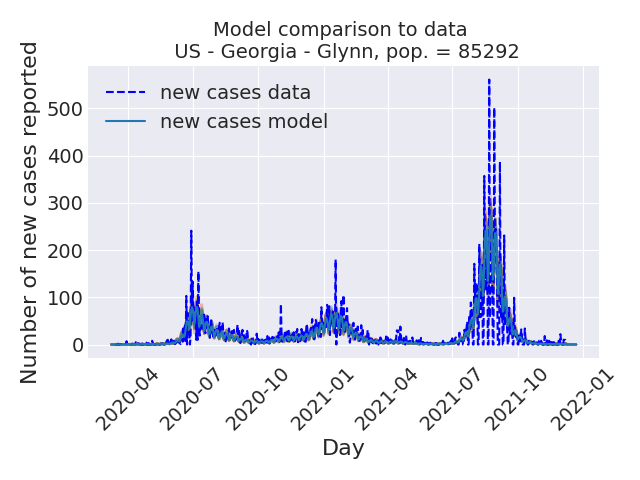 Model comparison to data
US - Georgia - Glynn, pop. = 85292
new cases data
new cases model
Number of new cases reported
500
400
300
200
100
0
2020-04
2020-07
2020-10
2021-01
2021-04
2021-07
2021-10
2022-01
Day